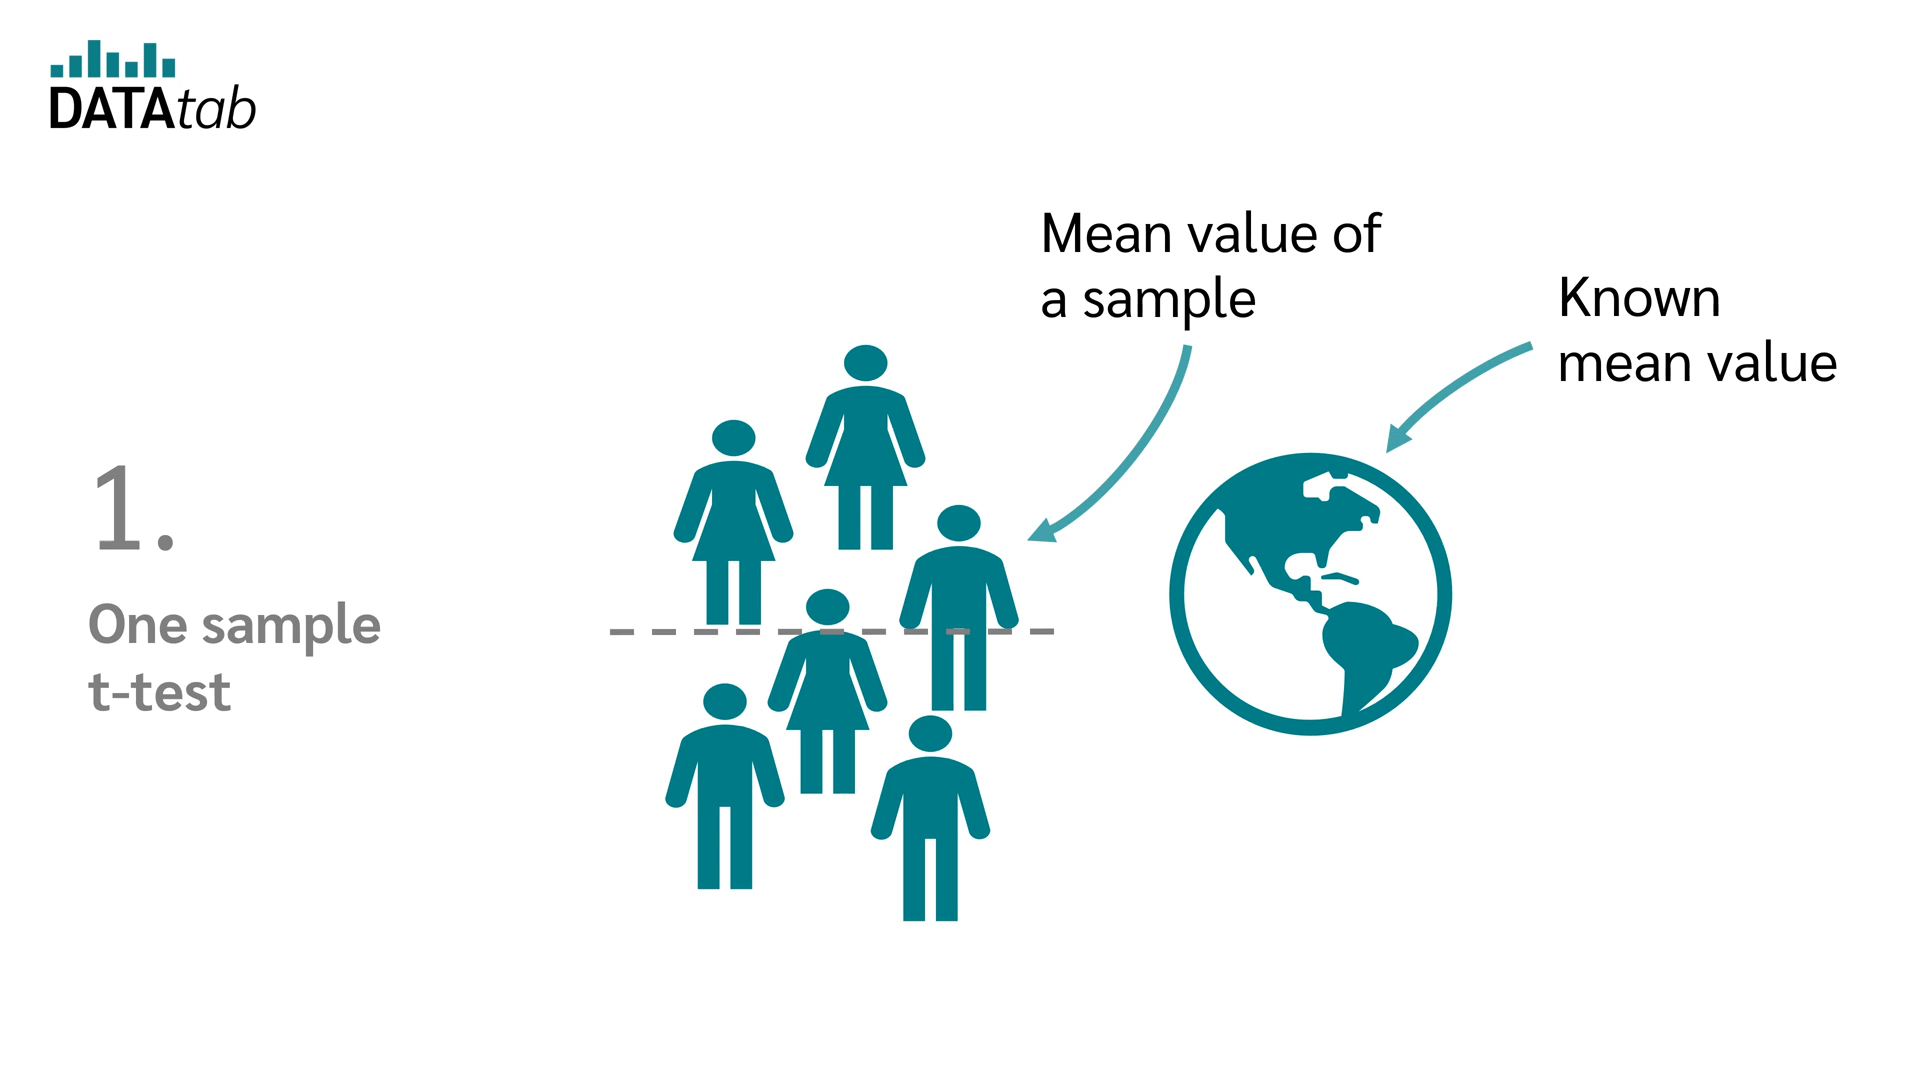 DATAtab
Mean value of
a sample
Known
mean value
1.
One sample
t-test